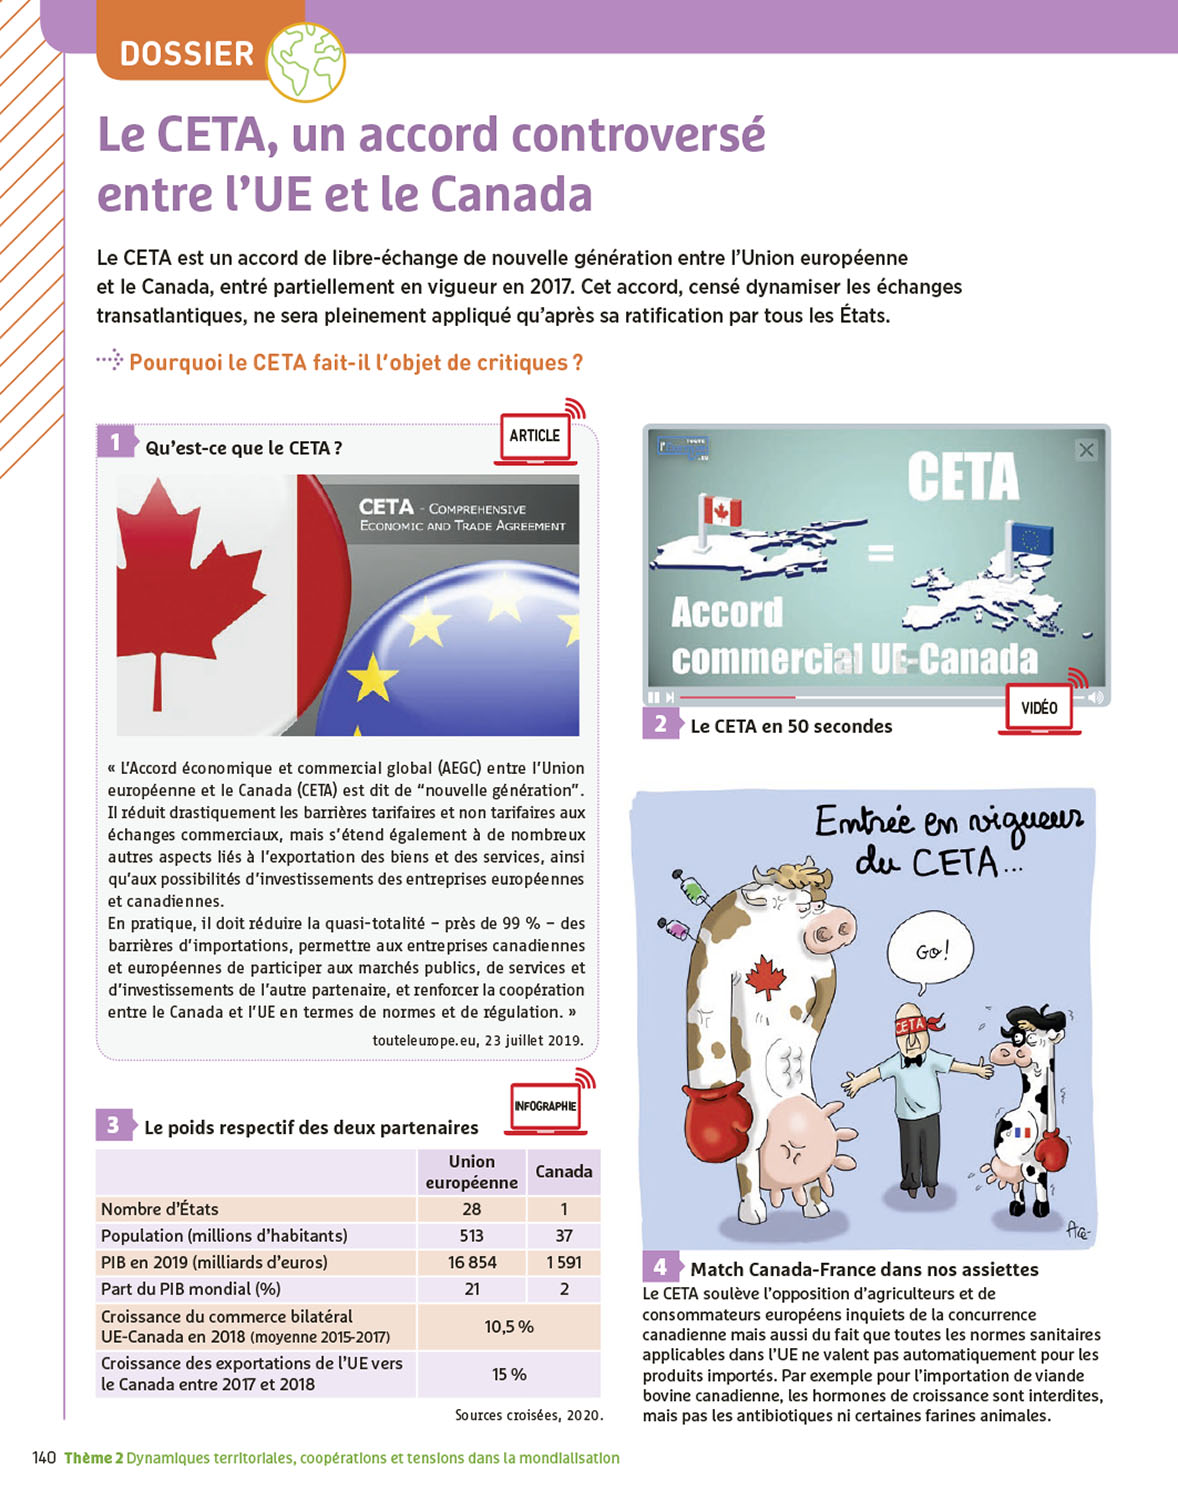 DOSSIER
Le CETA, un accord controversé
entre l'UE et le Canada
Le CETA est un accord de libre-échange de nouvelle génération entre l'Union européenne
et le Canada, entré partiellement en vigueur en 2017. Cet accord, censé dynamiser les échanges
transatlantiques, ne sera pleinement appliqué qu'après sa ratification par tous les États.
Pourquoi le CETA fait-il l'objet de critiques ?
1 Qu'est-ce que le CETA ?
ARTICLE
CETA - Comprehensive
Economic and Trade Agreement
« L'Accord économique et commercial global (AEGC) entre l'Union
européenne et le Canada (CETA) est dit de “nouvelle génération”.
Il réduit drastiquement les barrières tarifaires et non tarifaires aux
échanges commerciaux, mais s'étend également à de nombreux
autres aspects liés à l'exportation des biens et des services, ainsi
qu'aux possibilités d'investissements des entreprises européennes
et canadiennes.
En pratique, il doit réduire la quasi-totalité – près de 99 % – des
barrières d'importations, permettre aux entreprises canadiennes
et européennes de participer aux marchés publics, de services et
d'investissements de l'autre partenaire, et renforcer la coopération
entre le Canada et l'UE en termes de normes et de régulation. »
touteleurope.eu, 23 juillet 2019.
CETA
=
Accord
commercial UE-Canada
VIDÉO
2 Le CETA en 50 secondes
3 Le poids respectif des deux partenaires
INFOGRAPHIE
Union
européenne
Canada
Nombre d'États 28 1
Population (millions d'habitants) 513 37
PIB en 2019 (milliards d'euros) 16 854 1 591
Part du PIB mondial (%) 21 2
Croissance du commerce bilatéral
UE-Canada en 2018 (moyenne 2015-2017) 10,5 %
Croissance des exportations de l'UE vers
le Canada entre 2017 et 2018 15 %
Sources croisées, 2020.
Entrée en vigueur
du CETA...
Go!
CETA
Ace-
4 Match Canada-France dans nos assiettes
Le CETA soulève l'opposition d'agriculteurs et de
consommateurs européens inquiets de la concurrence
canadienne mais aussi du fait que toutes les normes sanitaires
applicables dans l'UE ne valent pas automatiquement pour les
produits importés. Par exemple pour l'importation de viande
bovine canadienne, les hormones de croissance sont interdites,
mais pas les antibiotiques ni certaines farines animales.
140 Thème 2 Dynamiques territoriales, coopérations et tensions dans la mondialisation